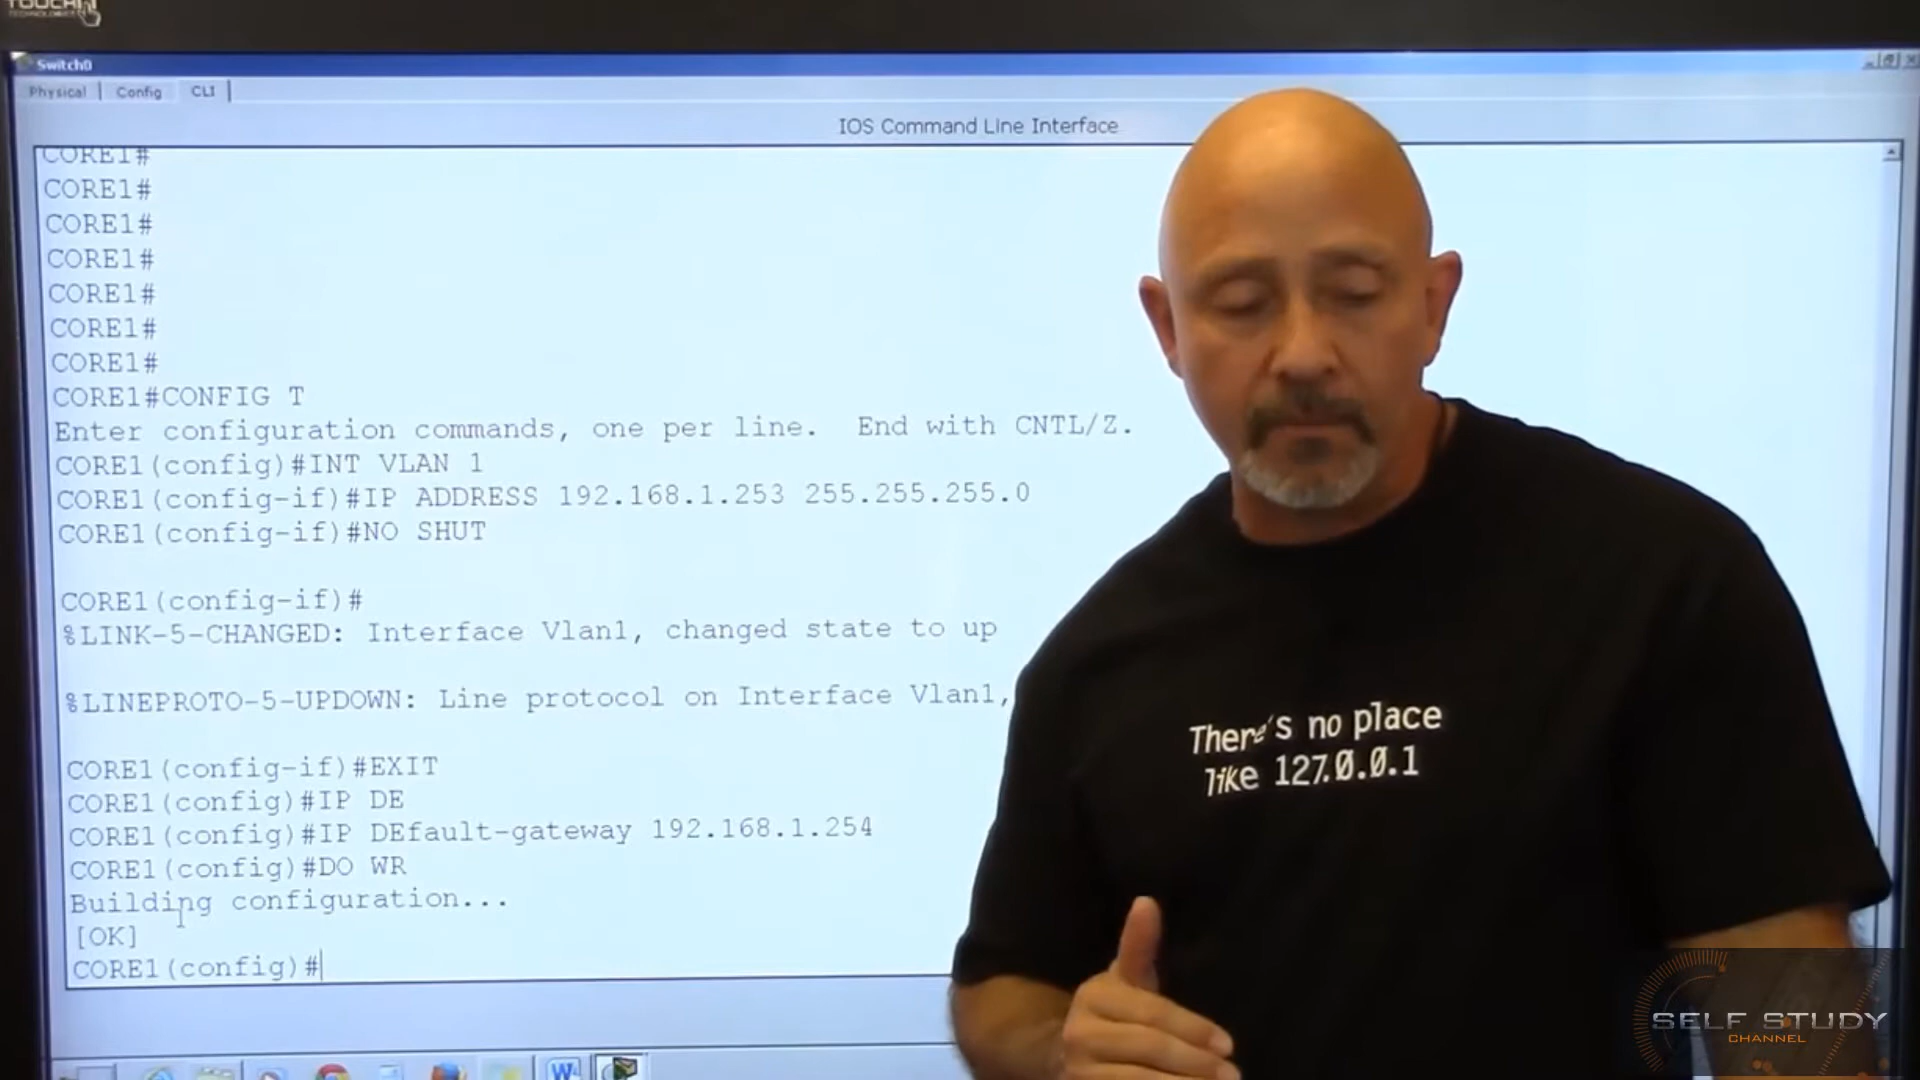 TOUCHIT
TECHNOLOGIES
Switch0
Physical
Config
CLI
IOS Command Line Interface
CORE1#
CORE1#
CORE1#
CORE1#
CORE1#
CORE1#
CORE1#
CORE1#CONFIG T
Enter configuration commands, one per line.  End with CNTL/Z.
CORE1(config)#INT VLAN 1
CORE1(config-if)#IP ADDRESS 192.168.1.253 255.255.255.0
CORE1(config-if)#NO SHUT
CORE1(config-if)#
%LINK-5-CHANGED: Interface Vlan1, changed state to up
%LINEPROTO-5-UPDOWN: Line protocol on Interface Vlan1,
CORE1(config-if)#EXIT
CORE1(config)#IP DE
CORE1(config)#IP DEfault-gateway 192.168.1.254
CORE1(config)#DO WR
Building configuration...
[OK]
CORE1(config)#
There's no place
like 127.0.0.1
SELF STUDY
CHANNEL